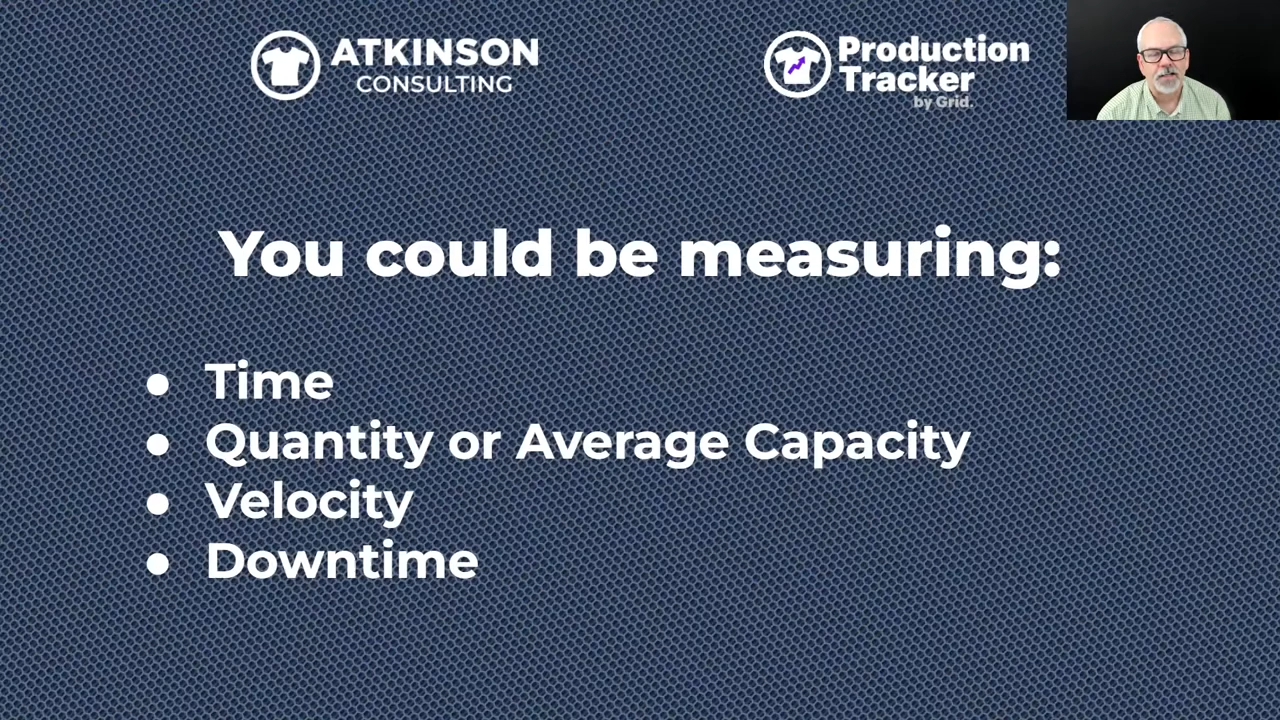 ATKINSON
CONSULTING
Production
Tracker
by Grid.
You could be measuring:
● Time
● Quantity or Average Capacity
● Velocity
● Downtime